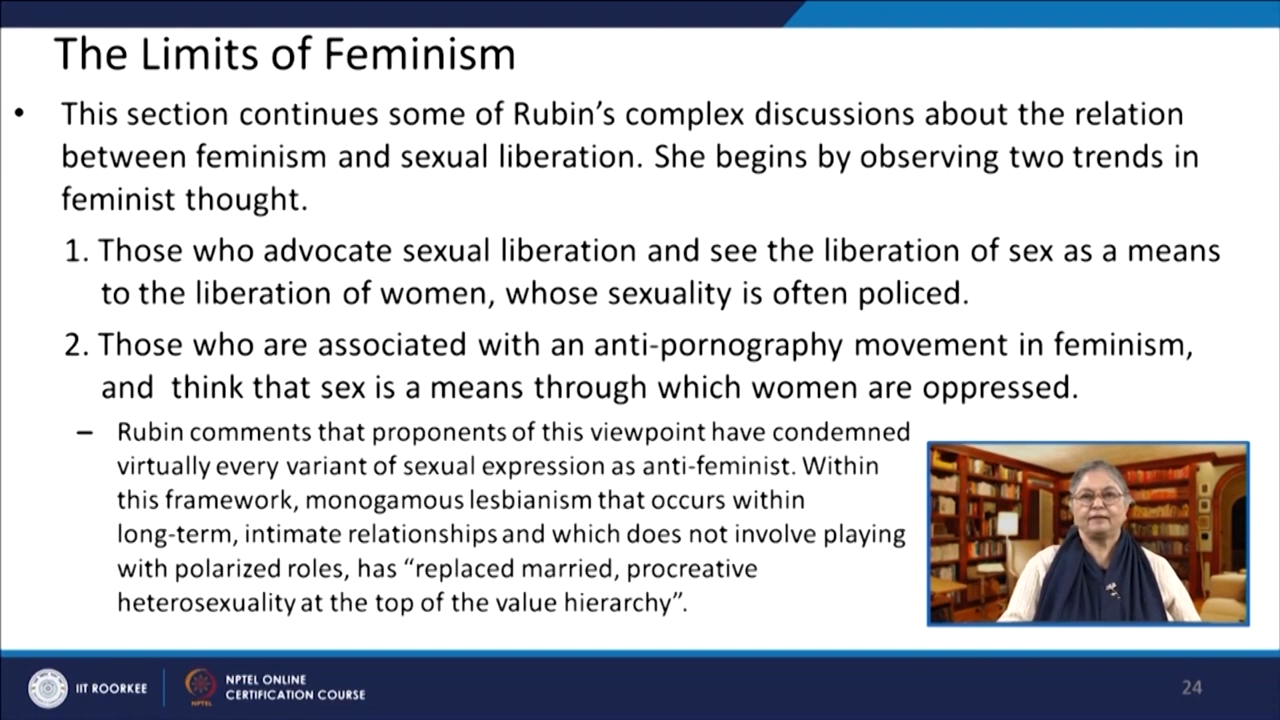 The Limits of Feminism
• This section continues some of Rubin’s complex discussions about the relation
between feminism and sexual liberation. She begins by observing two trends in
feminist thought.
1. Those who advocate sexual liberation and see the liberation of sex as a means
to the liberation of women, whose sexuality is often policed.
2. Those who are associated with an anti-pornography movement in feminism,
and think that sex is a means through which women are oppressed.
– Rubin comments that proponents of this viewpoint have condemned
virtually every variant of sexual expression as anti-feminist. Within
this framework, monogamous lesbianism that occurs within
long-term, intimate relationships and which does not involve playing
with polarized roles, has “replaced married, procreative
heterosexuality at the top of the value hierarchy”.
IIT ROORKEE
NPTEL
NPTEL ONLINE
CERTIFICATION COURSE
24